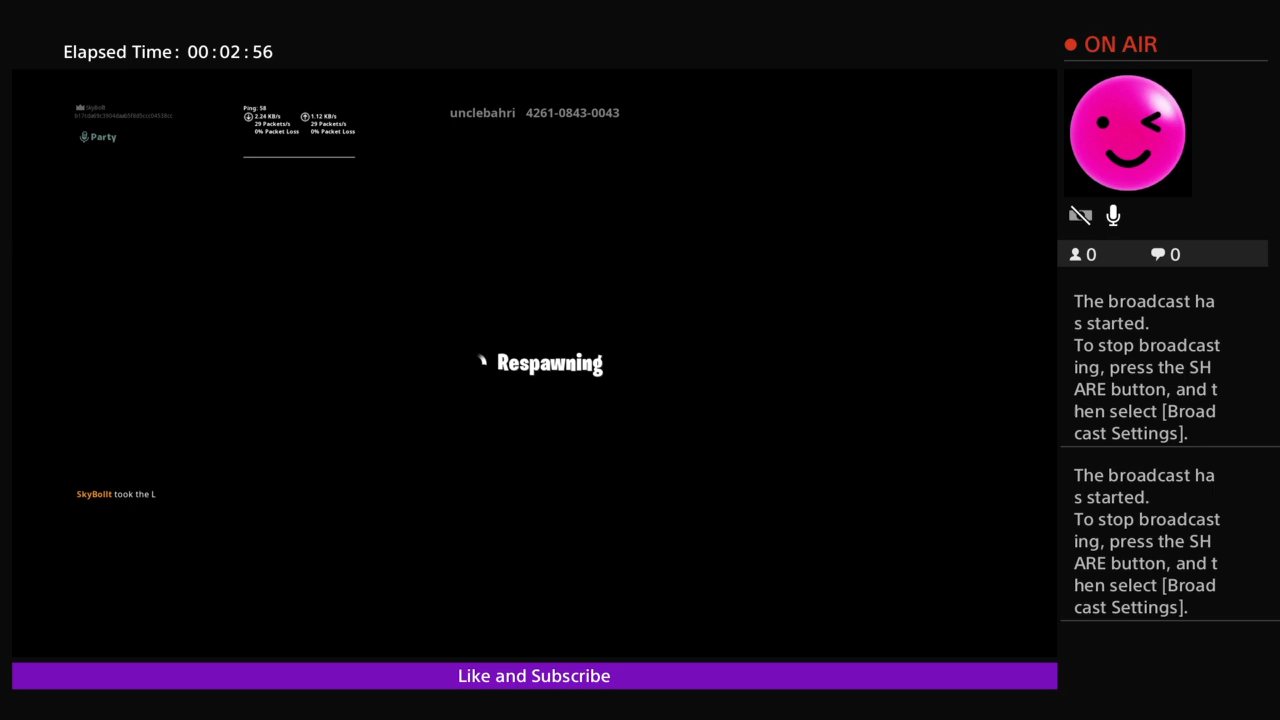 Elapsed Time: 00:02:56
ON AIR
SkyBollt
Party
Ping: 58
2.24 KB/s
29 Packets/s
0% Packet Loss
1.12 KB/s
29 Packets/s
0% Packet Loss
unclebahri 4261-0843-0043
0
0
The broadcast ha
s started.
To stop broadcast
ing, press the SH
ARE button, and t
hen select [Broad
cast Settings].
The broadcast ha
s started.
To stop broadcast
ing, press the SH
ARE button, and t
hen select [Broad
cast Settings].
Respawning
SkyBollt took the L
Like and Subscribe